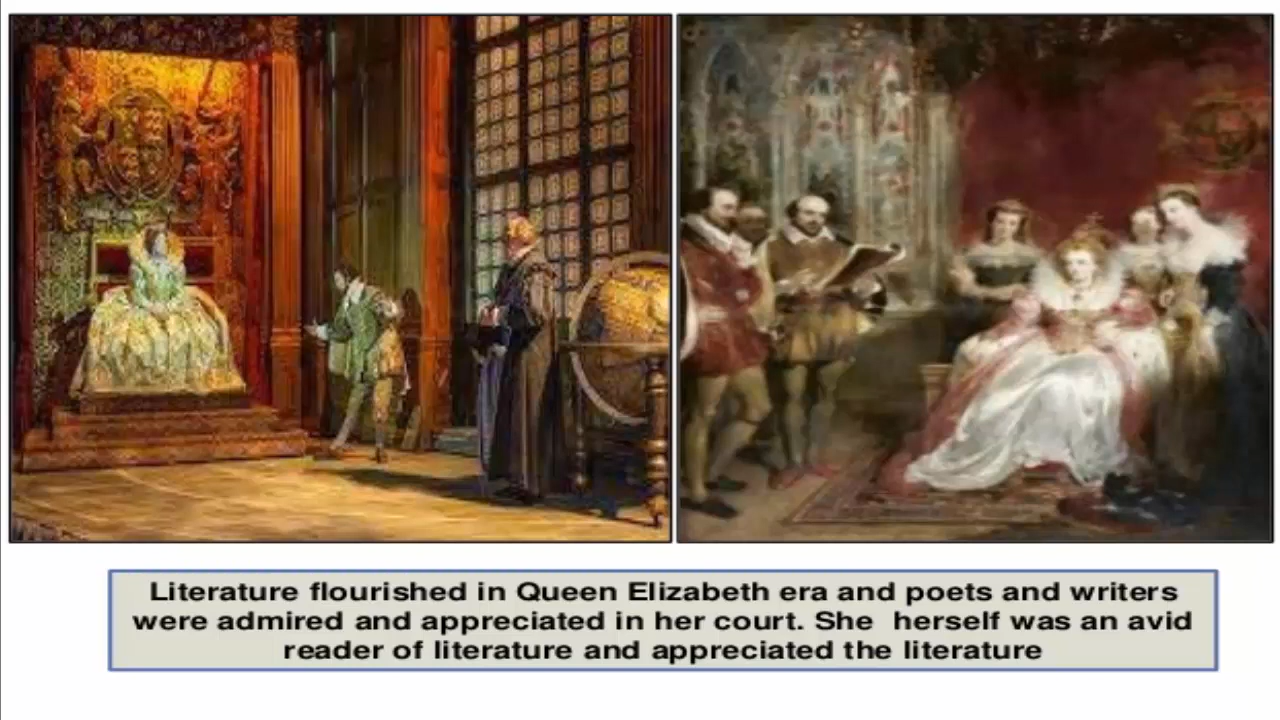 Literature flourished in Queen Elizabeth era and poets and writers
were admired and appreciated in her court. She  herself was an avid
reader of literature and appreciated the literature